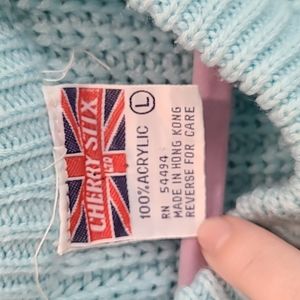 CHERRY STIX
LTD
L
100% ACRYLIC
RN 54494
MADE IN HONG KONG
REVERSE FOR CARE